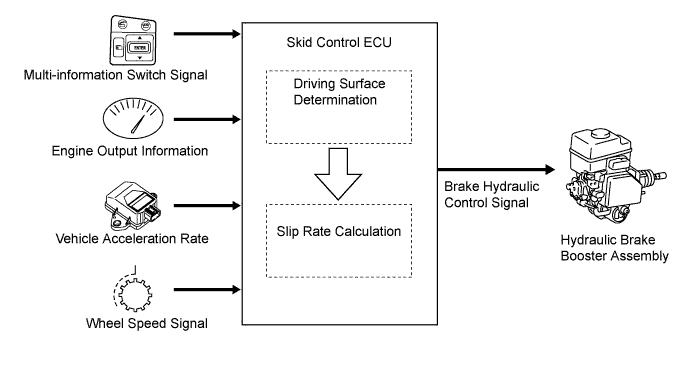 Skid Control ECU
Multi-information Switch Signal
ENTER
Driving Surface
Determination
Engine Output Information
Brake Hydraulic
Control Signal
Vehicle Acceleration Rate
Slip Rate Calculation
Hydraulic Brake
Booster Assembly
Wheel Speed Signal